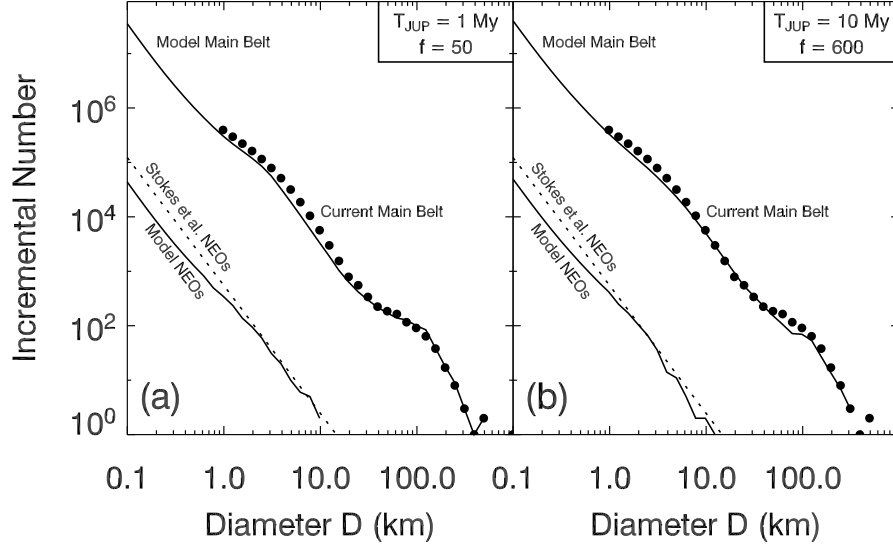 T_JUP = 1 My
f = 50
Model Main Belt
Stokes et al. NEOs
Model NEOs
Current Main Belt
(a)
T_JUP = 10 My
f = 600
Model Main Belt
Stokes et al. NEOs
Model NEOs
Current Main Belt
(b)
Incremental Number
10^6
10^4
10^2
10^0
0.1 1.0 10.0 100.0 0.1 1.0 10.0 100.0
Diameter D (km) Diameter D (km)